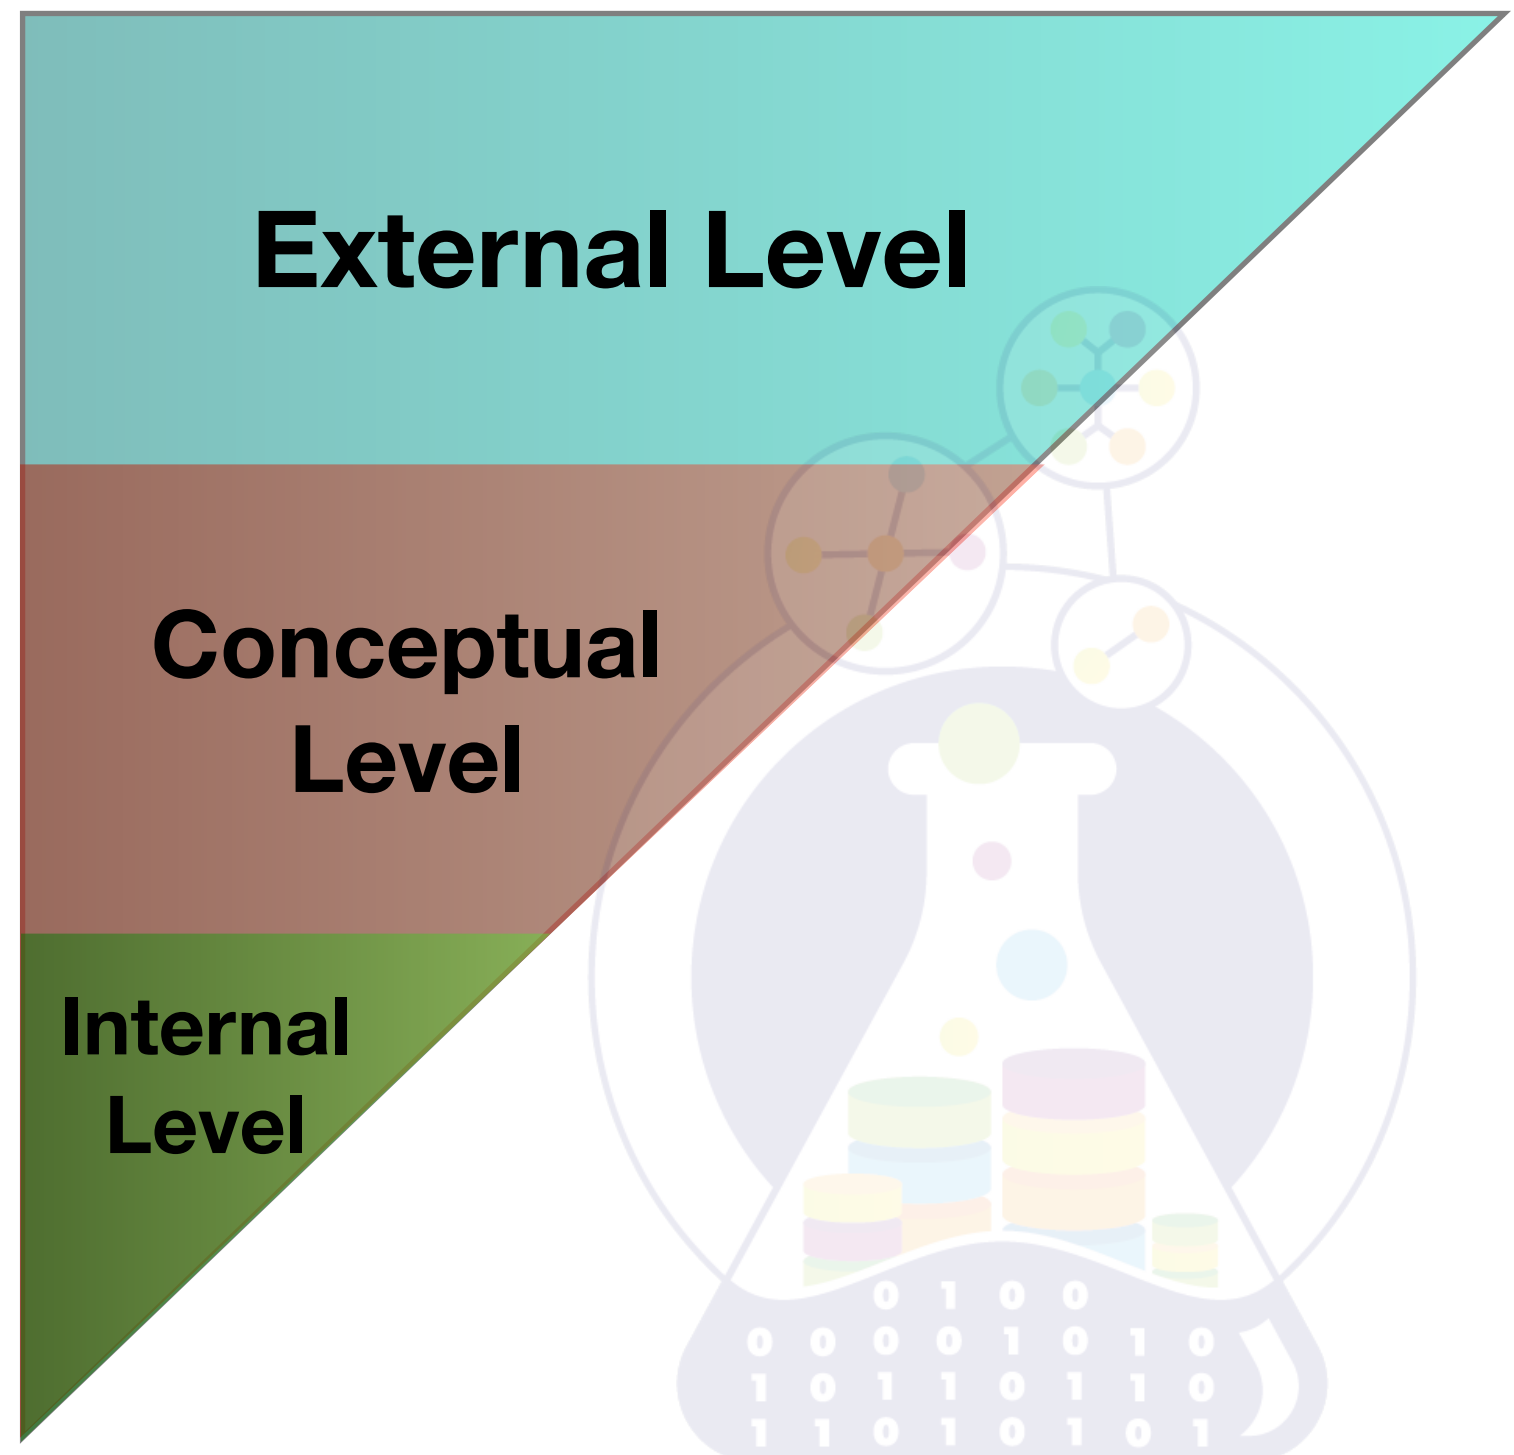 External Level
Conceptual
Level
Internal
Level
0 1 0 0
0 0 0 0 1 0 1 0
1 0 1 1 0 1 1 0
1 1 0 1 0 1 0 1